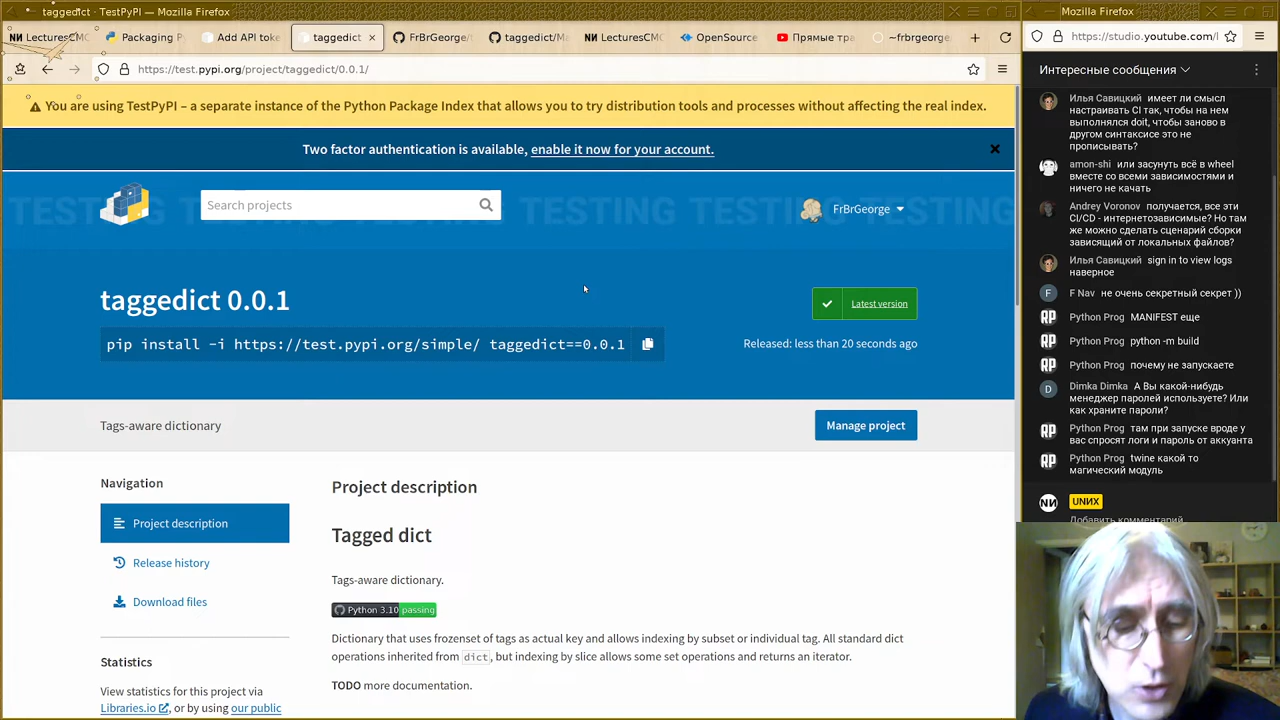 taggedict · TestPyPI — Mozilla Firefox
Mozilla Firefox
LecturesCMC
Packaging Py
Add API toke
taggedict
FrBrGeorge/t
taggedict/Ma
LecturesCMC
OpenSource
Прямые тра
~frbrgeorge
https://test.pypi.org/project/taggedict/0.0.1/
https://studio.youtube.com/l
You are using TestPyPI – a separate instance of the Python Package Index that allows you to try distribution tools and processes without affecting the real index.
Two factor authentication is available, enable it now for your account.
Search projects
TESTING TESTING TESTING TESTING
FrBrGeorge
taggedict 0.0.1
pip install -i https://test.pypi.org/simple/ taggedict==0.0.1
Latest version
Released: less than 20 seconds ago
Tags-aware dictionary
Manage project
Navigation
Project description
Release history
Download files
Statistics
View statistics for this project via
Libraries.io, or by using our public
Project description
Tagged dict
Tags-aware dictionary.
Python 3.10 passing
Dictionary that uses frozenset of tags as actual key and allows indexing by subset or individual tag. All standard dict
operations inherited from dict, but indexing by slice allows some set operations and returns an iterator.
TODO more documentation.
Интересные сообщения
Илья Савицкий имеет ли смысл
настраивать CI так, чтобы на нем
выполнялся doit, чтобы заново в
другом синтаксисе это не
прописывать?
amon-shi или засунуть всё в wheel
вместе со всеми зависимостями и
ничего не качать
Andrey Voronov получается, все эти
CI/CD - интернетозависимые? Но там
же можно сделать сценарий сборки
зависящий от локальных файлов?
Илья Савицкий sign in to view logs
наверное
F
F Nav не очень секретный секрет ))
Python Prog MANIFEST еще
Python Prog python -m build
Python Prog почему не запускаете
D
Dimka Dimka А Вы какой-нибудь
менеджер паролей используете? Или
как храните пароли?
Python Prog там при запуске вроде у
вас спросят логи и пароль от аккуанта
Python Prog twine какой то
магический модуль
UNИX
Добавить комментарий